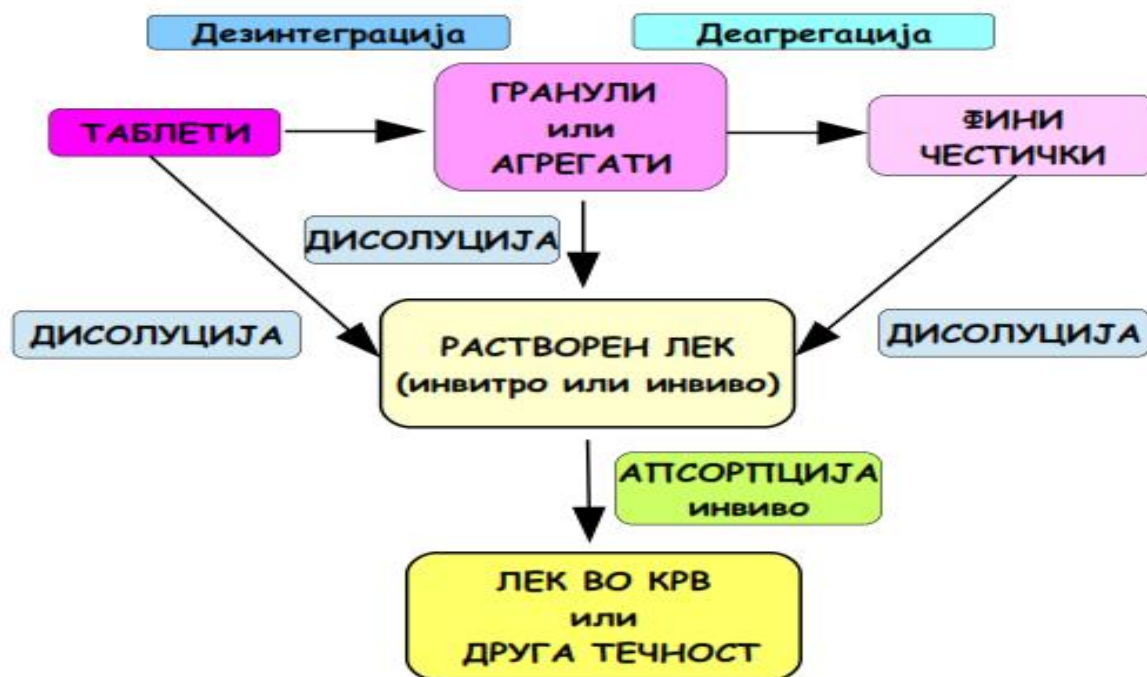 Дезинтеграција
Деагрегација
ТАБЛЕТИ
ГРАНУЛИ
или
АГРЕГАТИ
ФИНИ
ЧЕСТИЧКИ
ДИСОЛУЦИЈА
ДИСОЛУЦИЈА
ДИСОЛУЦИЈА
РАСТВОРЕН ЛЕК
(инвитро или инвиво)
АПСОРПЦИЈА
инвиво
ЛЕК ВО КРВ
или
ДРУГА ТЕЧНОСТ